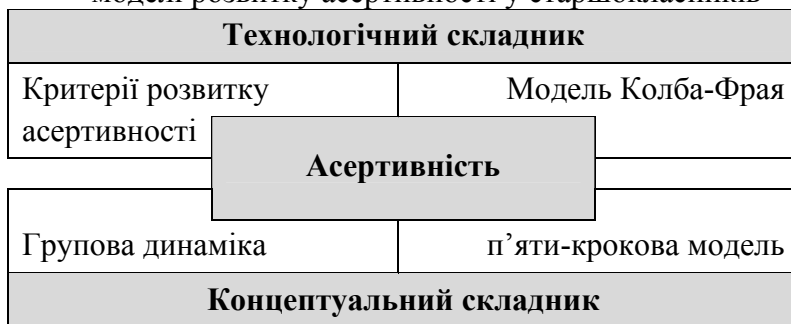 моделі розвитку асертивності у старшокласників
Технологічний складник
Критерії розвитку
асертивності
Модель Колба-Фрая
Асертивність
Групова динаміка
п’яти-крокова модель
Концептуальний складник